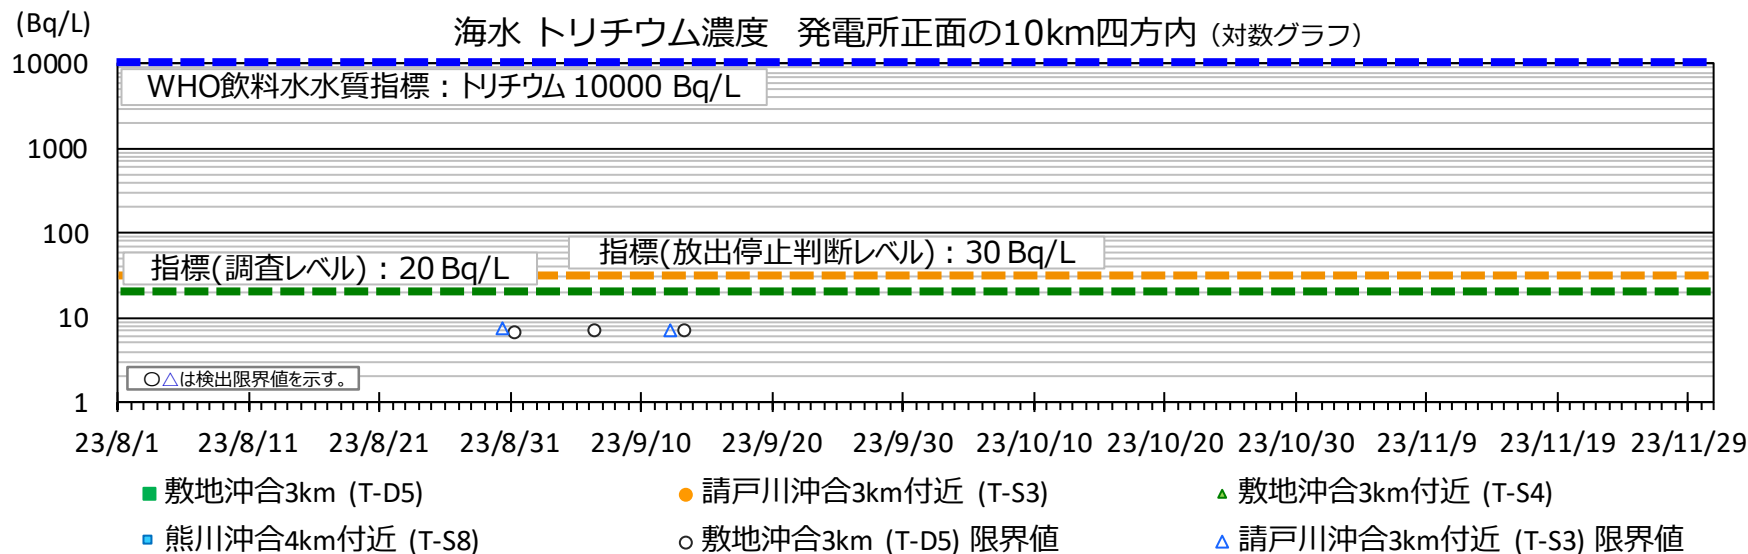 (Bq/L)
海水 トリチウム濃度　発電所正面の10km四方内（対数グラフ）
10000
WHO飲料水水質指標：トリチウム 10000 Bq/L
1000
100
指標(放出停止判断レベル)：30 Bq/L
指標(調査レベル)：20 Bq/L
10
○△は検出限界値を示す。
1
23/8/1 23/8/11 23/8/21 23/8/31 23/9/10 23/9/20 23/9/30 23/10/10 23/10/20 23/10/30 23/11/9 23/11/19 23/11/29
敷地沖合3km (T-D5) 請戸川沖合3km付近 (T-S3) 敷地沖合3km付近 (T-S4)
熊川沖合4km付近 (T-S8) 敷地沖合3km (T-D5) 限界値 請戸川沖合3km付近 (T-S3) 限界値